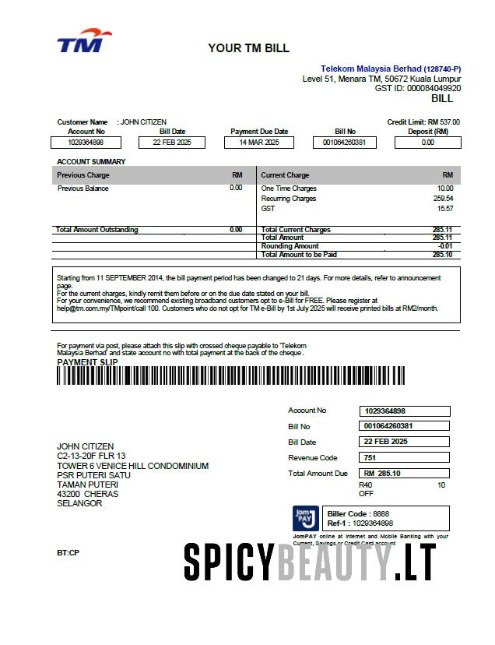 TM
YOUR TM BILL
Telekom Malaysia Berhad (128740-P)
Level 51, Menara TM, 50672 Kuala Lumpur
GST ID: 000084049920
BILL
Customer Name : JOHN CITIZEN
Credit Limit: RM 537.00
Account No Bill Date Payment Due Date Bill No Deposit (RM)
1029364898 22 FEB 2025 14 MAR 2025 001064260381 0.00
ACCOUNT SUMMARY
Previous Charge RM Current Charge RM
Previous Balance 0.00 One Time Charges 10.00
Recurring Charges 259.54
GST 15.57
Total Amount Outstanding 0.00 Total Current Charges 285.11
Total Amount 285.11
Rounding Amount -0.01
Total Amount to be Paid 285.10
Starting from 11 SEPTEMBER 2014, the bill payment period has been changed to 21 days. For more details, refer to announcement
page.
For the current charges, kindly remit them before or on the due date stated on your bill.
For your convenience, we recommend existing broadband customers opt to e-Bill for FREE. Please register at
help@tm.com.my/TMpoint/call 100. Customers who do not opt for TM e-Bill by 1st July 2025 will receive printed bills at RM2/month.
For payment via post, please attach this slip with crossed cheque payable to 'Telekom
Malaysia Berhad' and state account no with total payment at the back of the cheque .
PAYMENT SLIP
Account No 1029364898
Bill No 001064260381
Bill Date 22 FEB 2025
Revenue Code 751
Total Amount Due RM 285.10
R40 10
OFF
JOHN CITIZEN
C2-13-20F FLR 13
TOWER 6 VENICE HILL CONDOMINIUM
PSR PUTERI SATU
TAMAN PUTERI
43200 CHERAS
SELANGOR
Jom PAY
Biller Code : 8888
Ref-1 : 1029364898
JomPAY online at Internet and Mobile Banking with your
Current, Savings or Credit Card account
BT:CP
SPICYBEAUTY.LT